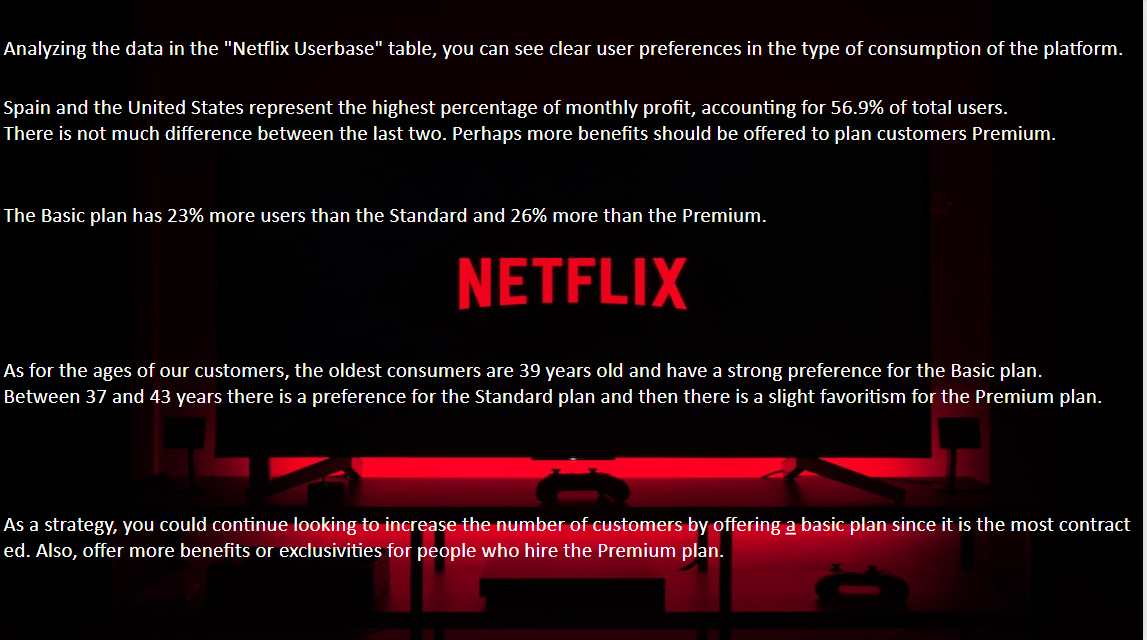 Analyzing the data in the "Netflix Userbase" table, you can see clear user preferences in the type of consumption of the platform.
Spain and the United States represent the highest percentage of monthly profit, accounting for 56.9% of total users.
There is not much difference between the last two. Perhaps more benefits should be offered to plan customers Premium.
The Basic plan has 23% more users than the Standard and 26% more than the Premium.
NETFLIX
As for the ages of our customers, the oldest consumers are 39 years old and have a strong preference for the Basic plan.
Between 37 and 43 years there is a preference for the Standard plan and then there is a slight favoritism for the Premium plan.
As a strategy, you could continue looking to increase the number of customers by offering a basic plan since it is the most contract
ed. Also, offer more benefits or exclusivities for people who hire the Premium plan.